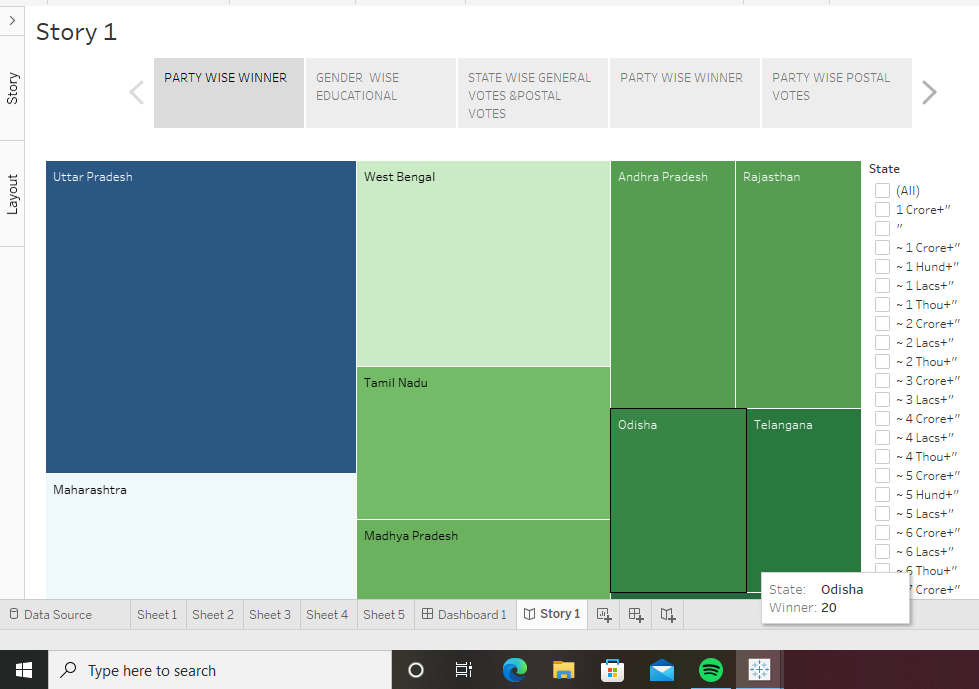 Story 1
Story
Layout
PARTY WISE WINNER
GENDER WISE
EDUCATIONAL
STATE WISE GENERAL
VOTES &POSTAL
VOTES
PARTY WISE WINNER
PARTY WISE POSTAL
VOTES
Uttar Pradesh
West Bengal
Andhra Pradesh
Rajasthan
Tamil Nadu
Odisha
Telangana
Maharashtra
Madhya Pradesh
State
(All)
1 Crore+"
"
~ 1 Crore+"
~ 1 Hund+"
~ 1 Lacs+"
~ 1 Thou+"
~ 2 Crore+"
~ 2 Lacs+"
~ 2 Thou+"
~ 3 Crore+"
~ 3 Lacs+"
~ 4 Crore+"
~ 4 Lacs+"
~ 4 Thou+"
~ 5 Crore+"
~ 5 Hund+"
~ 5 Lacs+"
~ 6 Crore+"
~ 6 Lacs+"
~ 6 Thou+"
7 Crore+"
State: Odisha
Winner: 20
Data Source
Sheet 1
Sheet 2
Sheet 3
Sheet 4
Sheet 5
Dashboard 1
Story 1
Type here to search